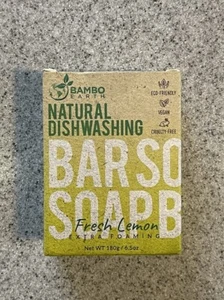 BAMBO
EARTH
ECO-FRIENDLY
VEGAN
CRUELTY-FREE
NATURAL
DISHWASHING
BAR SO
SOAP B
Fresh Lemon
EXTRA FOAMING
Net WT 180g / 6.3oz